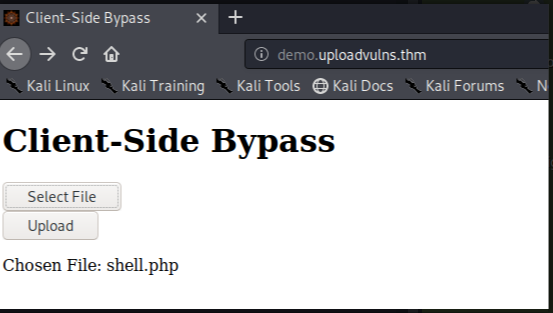 Client-Side Bypass
demo.uploadvulns.thm
Kali Linux Kali Training Kali Tools Kali Docs Kali Forums N
Client-Side Bypass
Select File
Upload
Chosen File: shell.php